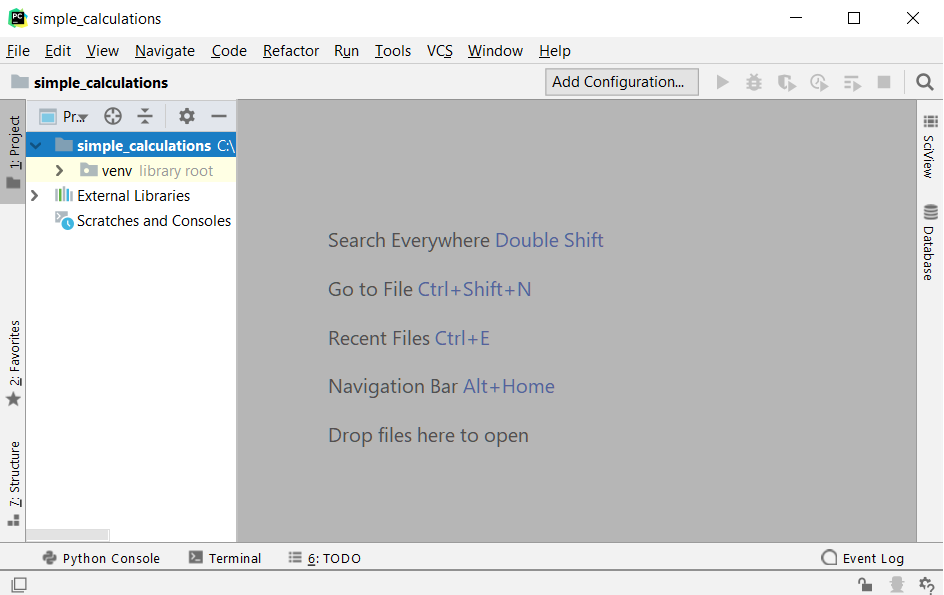 PC simple_calculations
File Edit View Navigate Code Refactor Run Tools VCS Window Help
simple_calculations Add Configuration...
1: Project
Pr..
simple_calculations C:\
venv library root
External Libraries
Scratches and Consoles
2: Favorites
7: Structure
Search Everywhere Double Shift
Go to File Ctrl+Shift+N
Recent Files Ctrl+E
Navigation Bar Alt+Home
Drop files here to open
SciView
Database
Python Console Terminal 6: TODO Event Log